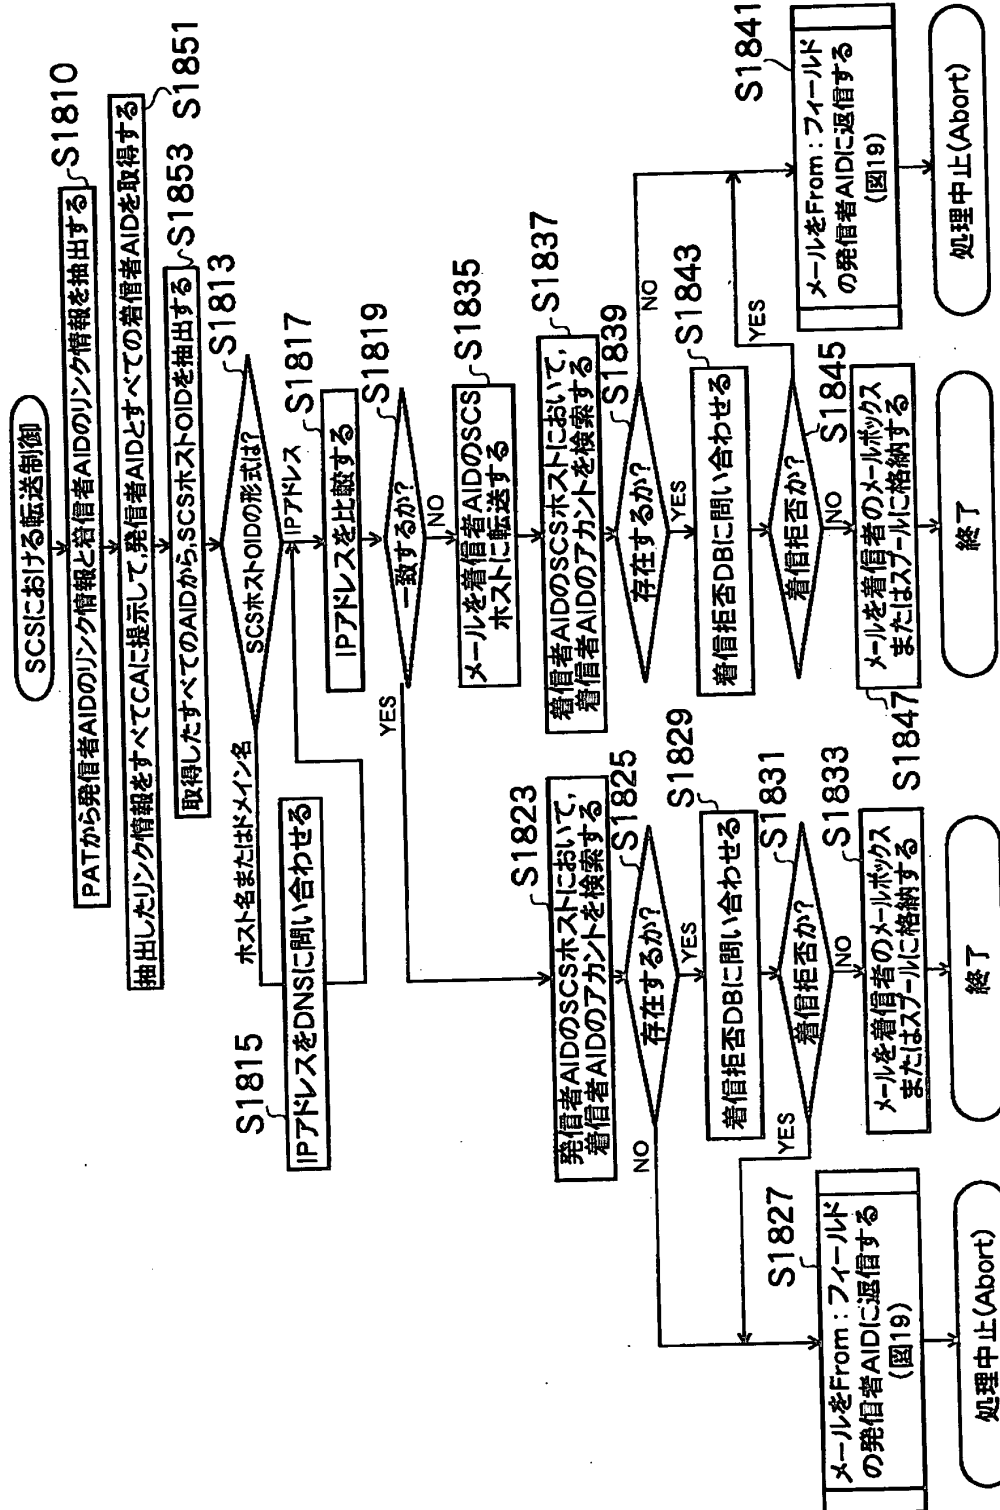 SCSにおける転送制御
PATから発信者AIDのリンク情報と着信者AIDのリンク情報を抽出する
S1810
抽出したリンク情報をすべてCAに提示して,発信者AIDとすべての着信者AIDを取得する
S1851
取得したすべてのAIDから,SCSホストOIDを抽出する
S1853
SCSホストOIDの形式は?
S1813
ホスト名またはドメイン名
IPアドレス
S1815
IPアドレスをDNSに問い合わせる
IPアドレスを比較する
S1817
一致するか?
S1819
YES
NO
メールを着信者AIDのSCS
ホストに転送する
S1835
着信者AIDのSCSホストにおいて,
着信者AIDのアカントを検索する
S1837
存在するか?
S1839
NO
YES
着信拒否DBに問い合わせる
S1843
着信拒否か?
S1845
YES
NO
メールを着信者のメールボックス
またはスプールに格納する
S1847
終了
S1841
メールをFrom:フィールド
の発信者AIDに返信する
(図19)
処理中止(Abort)
発信者AIDのSCSホストにおいて,
着信者AIDのアカントを検索する
S1823
存在するか?
S1825
NO
YES
着信拒否DBに問い合わせる
S1829
着信拒否か?
S1831
YES
NO
メールを着信者のメールボックス
またはスプールに格納する
S1833
終了
S1827
メールをFrom:フィールド
の発信者AIDに返信する
(図19)
処理中止(Abort)